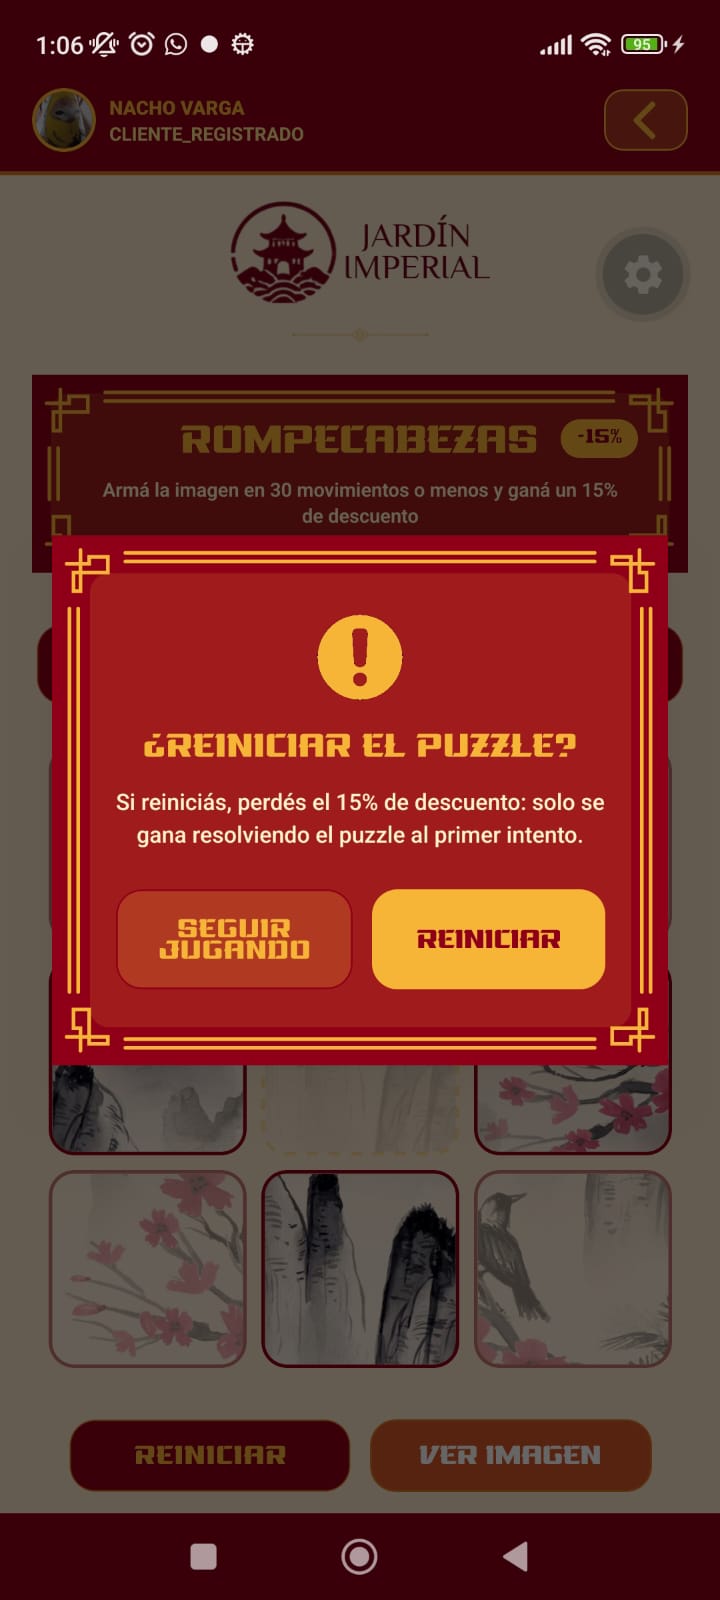 1:06
95
NACHO VARGA
CLIENTE_REGISTRADO
JARDÍN
IMPERIAL
ROMPECABEZAS
-15%
Armá la imagen en 30 movimientos o menos y ganá un 15%
de descuento
¿REINICIAR EL PUZZLE?
Si reiniciás, perdés el 15% de descuento: solo se
gana resolviendo el puzzle al primer intento.
SEGUIR
JUGANDO
REINICIAR
REINICIAR
VER IMAGEN